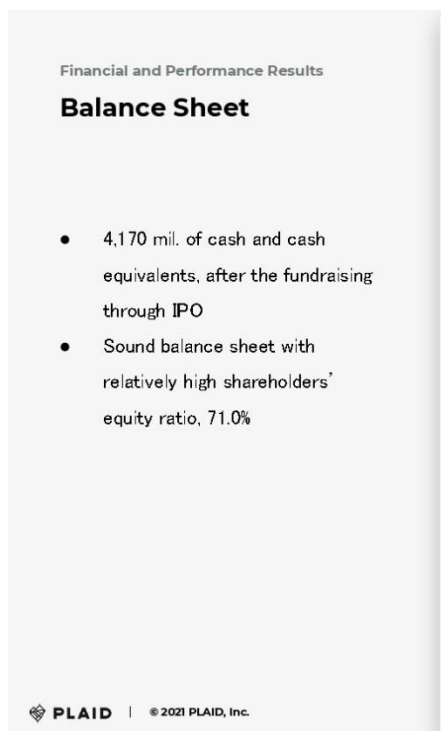 Financial and Performance Results
Balance Sheet
● 4,170 mil. of cash and cash
equivalents, after the fundraising
through IPO
● Sound balance sheet with
relatively high shareholders’
equity ratio, 71.0%
PLAID | © 2021 PLAID, Inc.